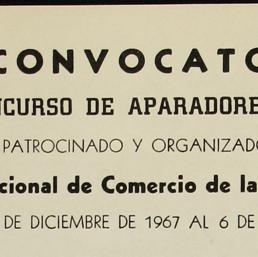 CONVOCATO
NCURSO DE APARADORE
PATROCINADO Y ORGANIZADO
cional de Comercio de la
DE DICIEMBRE DE 1967 AL 6 DE